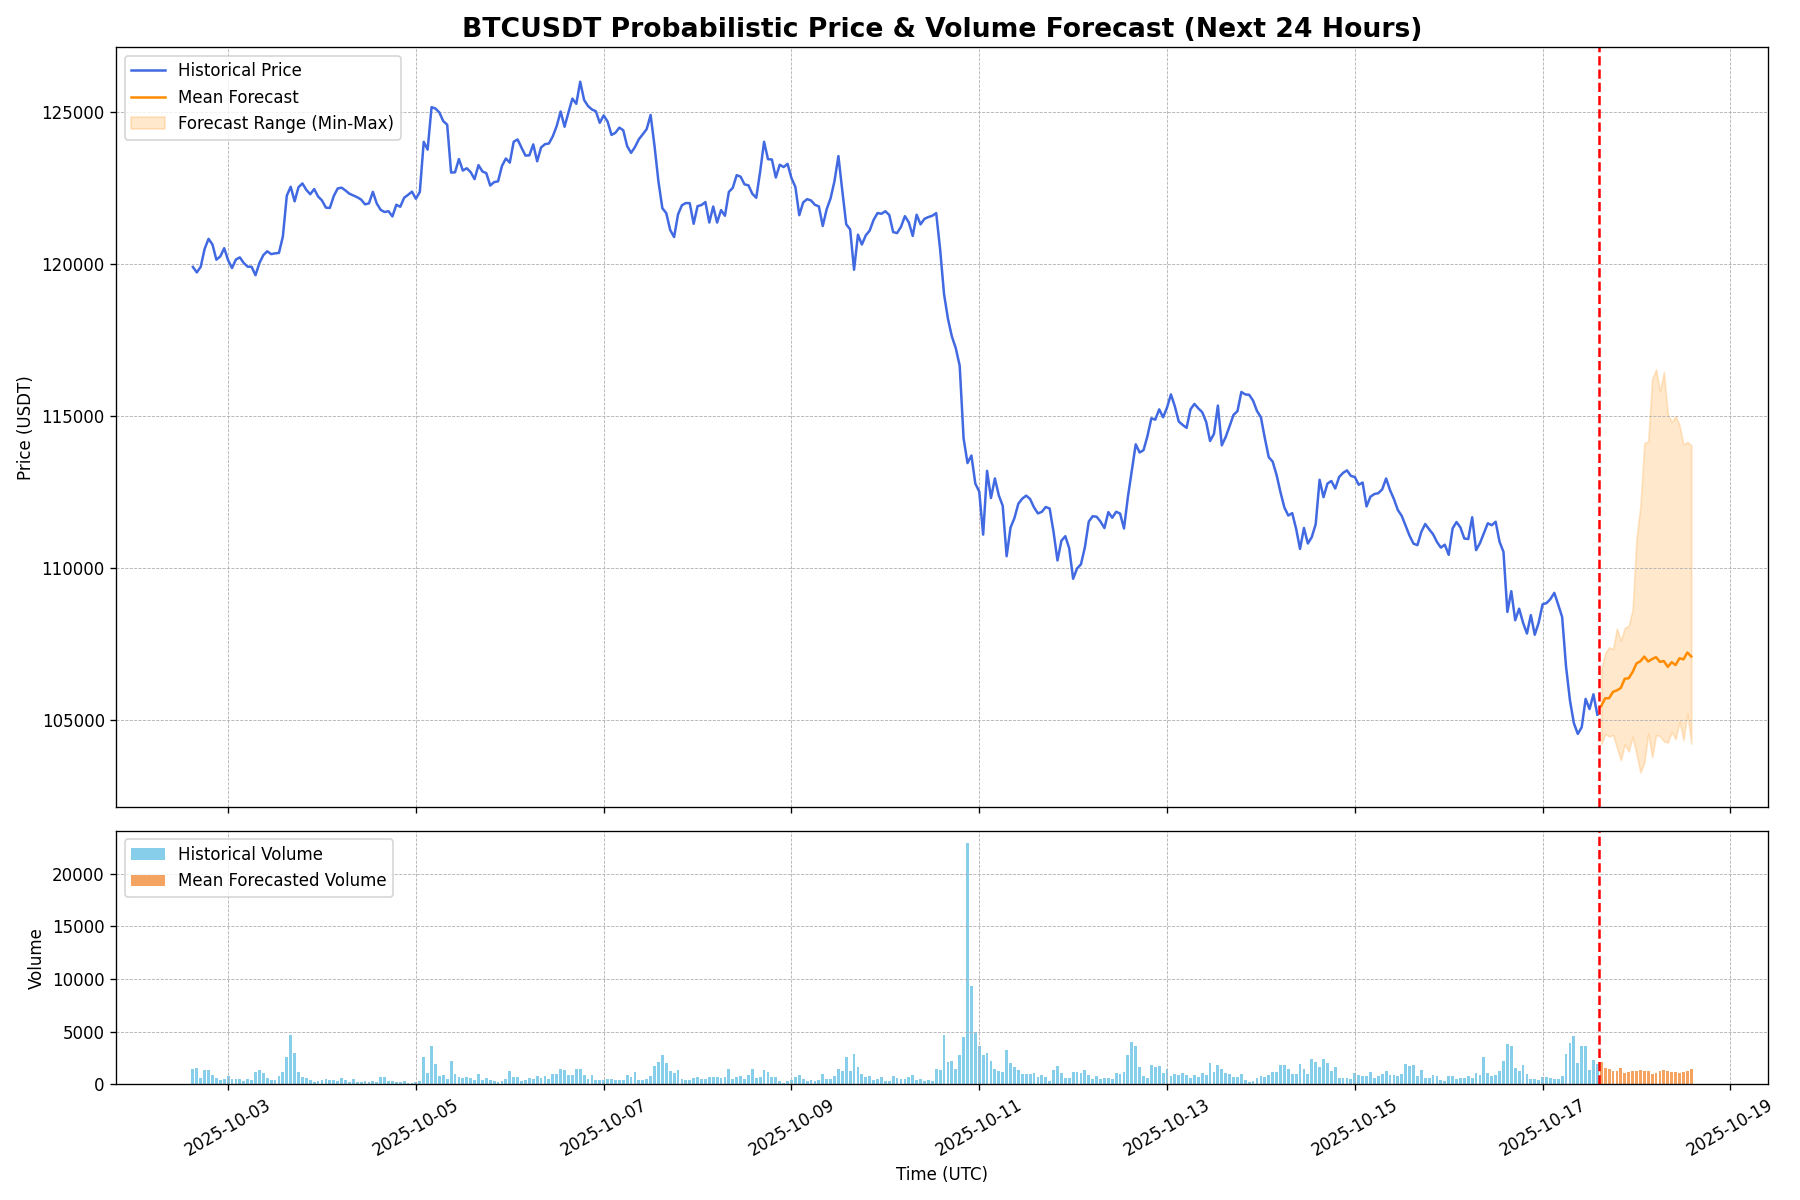 BTCUSDT Probabilistic Price & Volume Forecast (Next 24 Hours)
Historical Price
Mean Forecast
Forecast Range (Min-Max)
125000
120000
115000
110000
105000
Price (USDT)
Historical Volume
Mean Forecasted Volume
20000
15000
10000
5000
0
Volume
2025-10-03
2025-10-05
2025-10-07
2025-10-09
2025-10-11
2025-10-13
2025-10-15
2025-10-17
2025-10-19
Time (UTC)